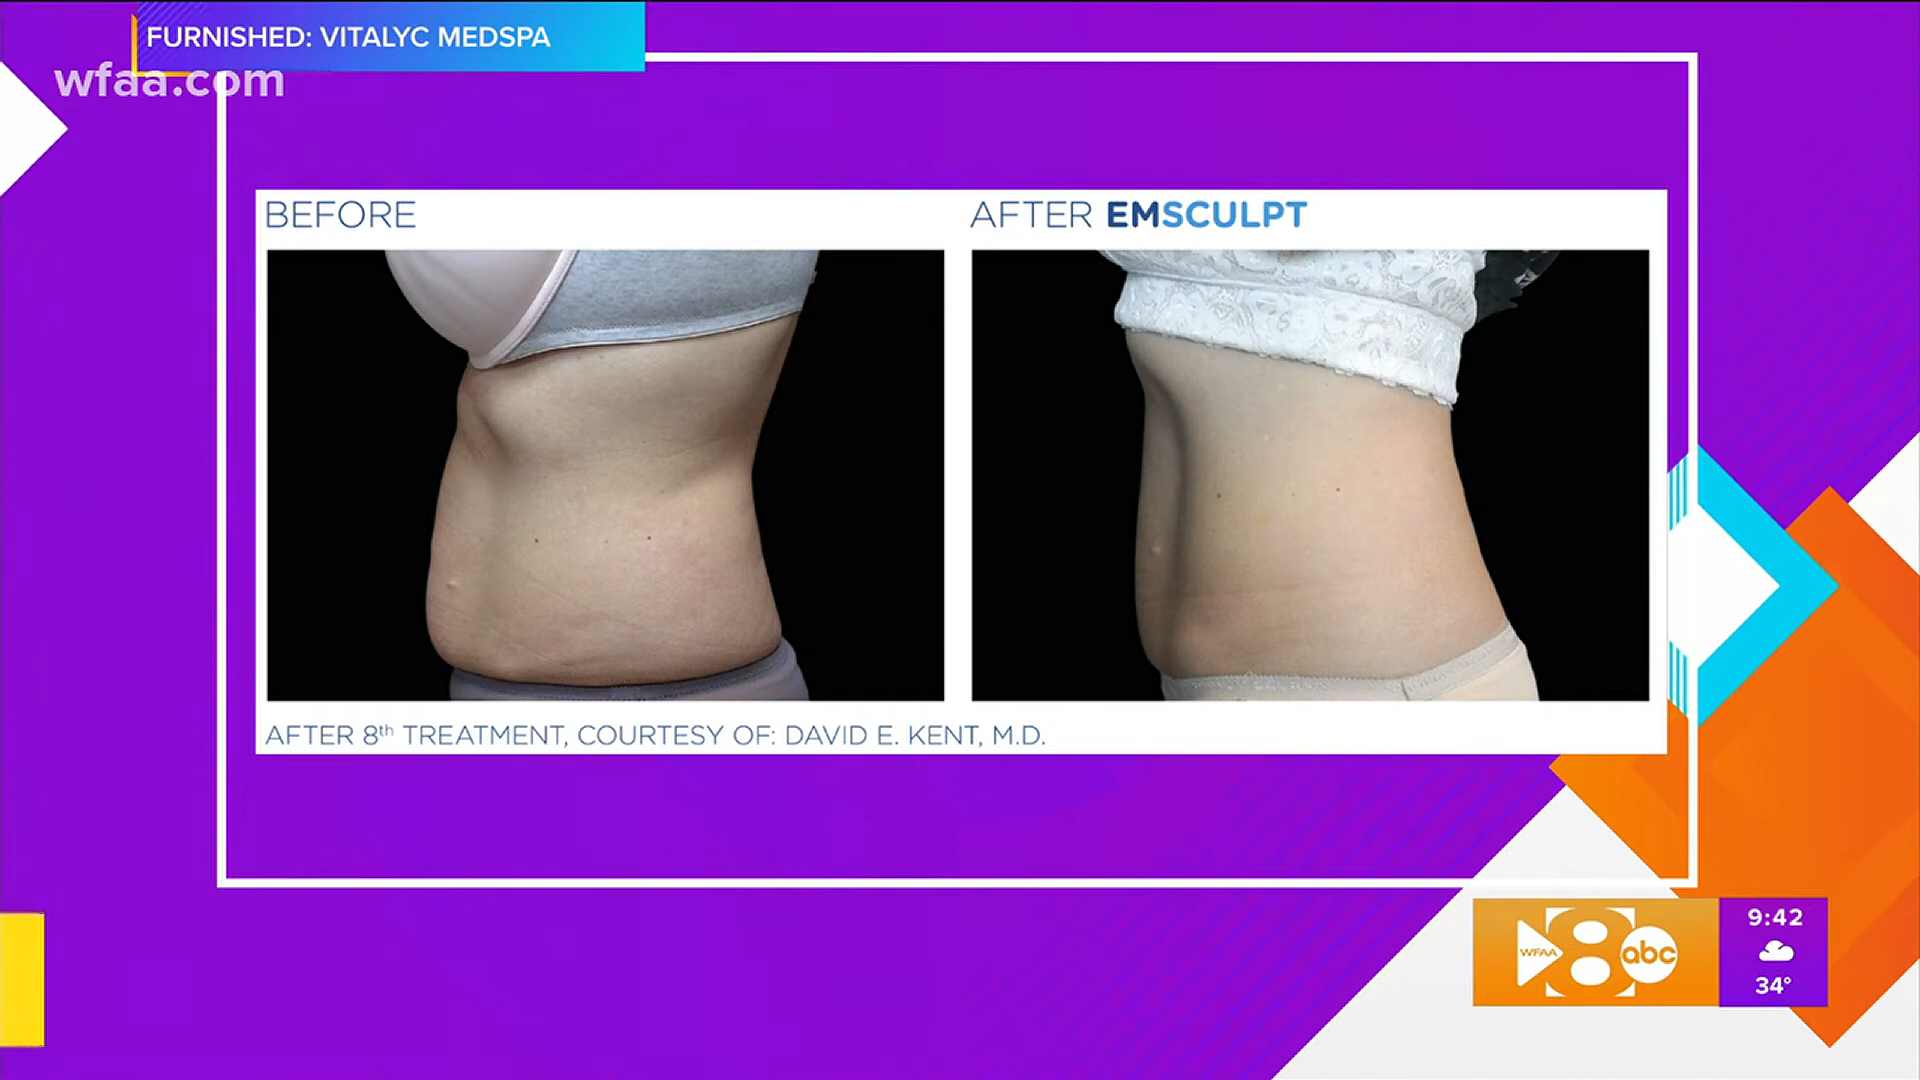 FURNISHED: VITALYC MEDSPA
wfaa.com
BEFORE
AFTER EMSCULPT
AFTER 8th TREATMENT, COURTESY OF: DAVID E. KENT, M.D.
WFAA 8 abc
9:42
34°